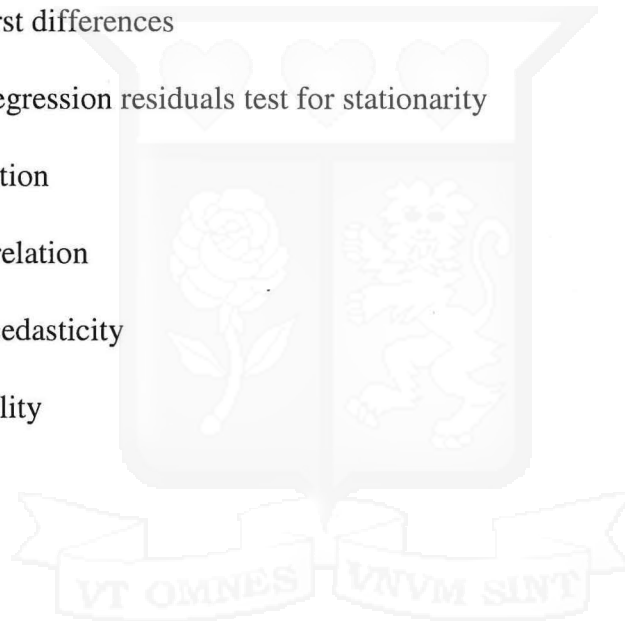 rst differences
egression residuals test for stationarity
tion
relation
edasticity
lity
VT OMNES VNVM SINT